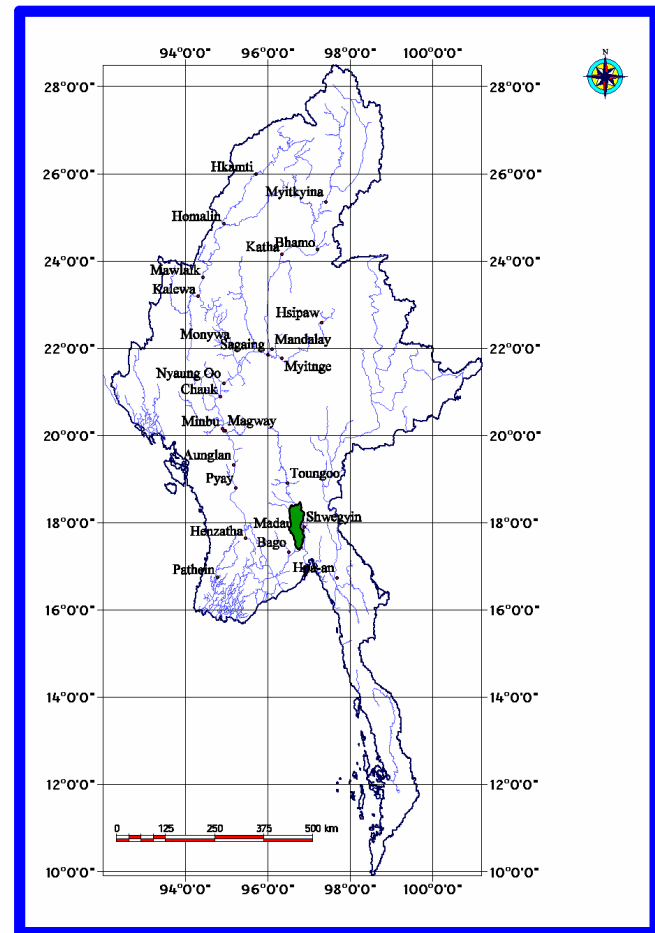 N
94°0'0" 96°0'0" 98°0'0" 100°0'0"
28°0'0" 28°0'0"
26°0'0" 26°0'0"
Hkamti
Myitkyina
Homalin
Katha Bhamo
24°0'0" 24°0'0"
Mawlaik
Kalewa
Hsipaw
Monywa
Sagaing Mandalay
22°0'0" 22°0'0"
Myitnge
Nyaung Oo
Chauk
Minbu Magway
20°0'0" 20°0'0"
Aunglan
Toungoo
Pyay
18°0'0" 18°0'0"
Madau Shwegyin
Henzatha
Bago
Pathein Hpa-an
16°0'0" 16°0'0"
14°0'0" 14°0'0"
12°0'0" 12°0'0"
0 125 250 375 500 km
10°0'0" 10°0'0"
94°0'0" 96°0'0" 98°0'0" 100°0'0"